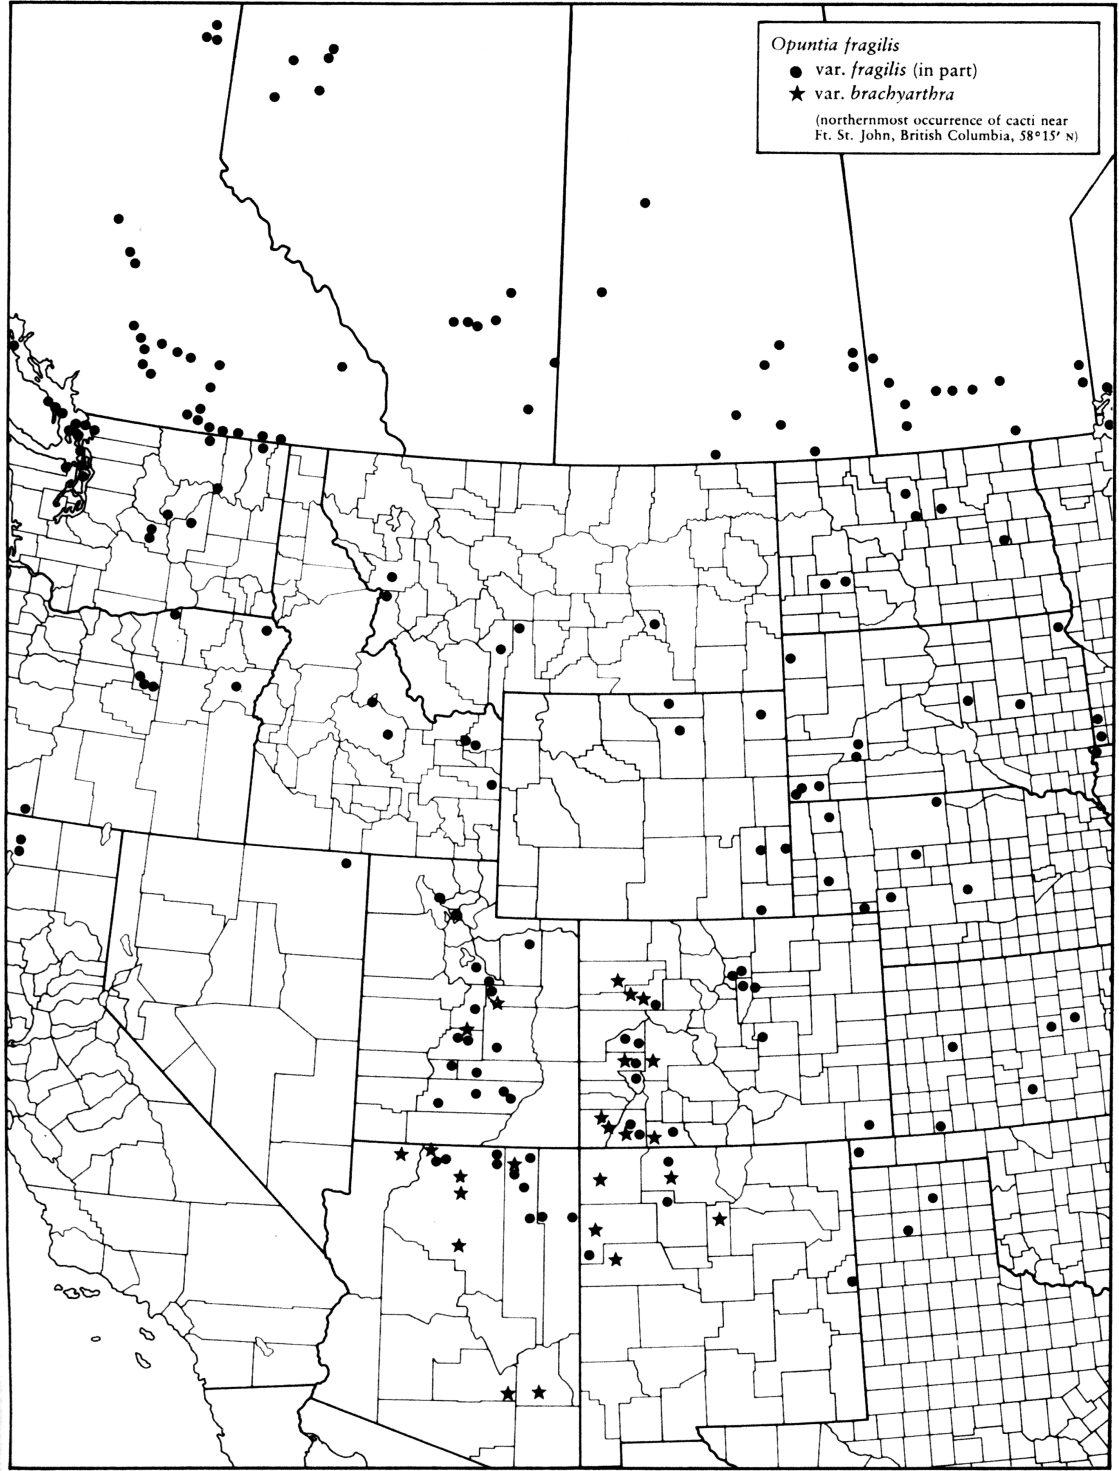 Opuntia fragilis
● var. fragilis (in part)
★ var. brachyarthra
(northernmost occurrence of cacti near
Ft. St. John, British Columbia, 58°15′ N)